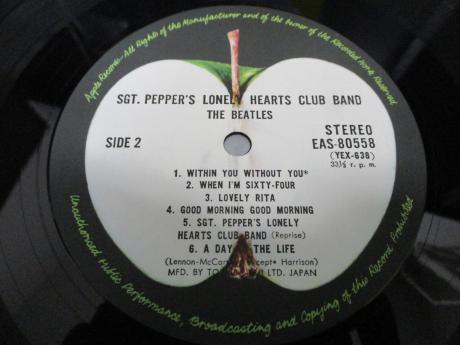 Apple Records—All Rights of the Manufacturer and of the Owner of the Recorded Work Reserved.
SGT. PEPPER'S LONELY HEARTS CLUB BAND
THE BEATLES
SIDE 2
STEREO
EAS-80558
(YEX-638)
33⅓ r. p. m.
1. WITHIN YOU WITHOUT YOU*
2. WHEN I'M SIXTY-FOUR
3. LOVELY RITA
4. GOOD MORNING GOOD MORNING
5. SGT. PEPPER'S LONELY
HEARTS CLUB BAND (Reprise)
6. A DAY THE LIFE
(Lennon-McCar except* Harrison)
MFD. BY TO LTD. JAPAN
Unauthorized Public Performance, Broadcasting and Copying of this Record Prohibited